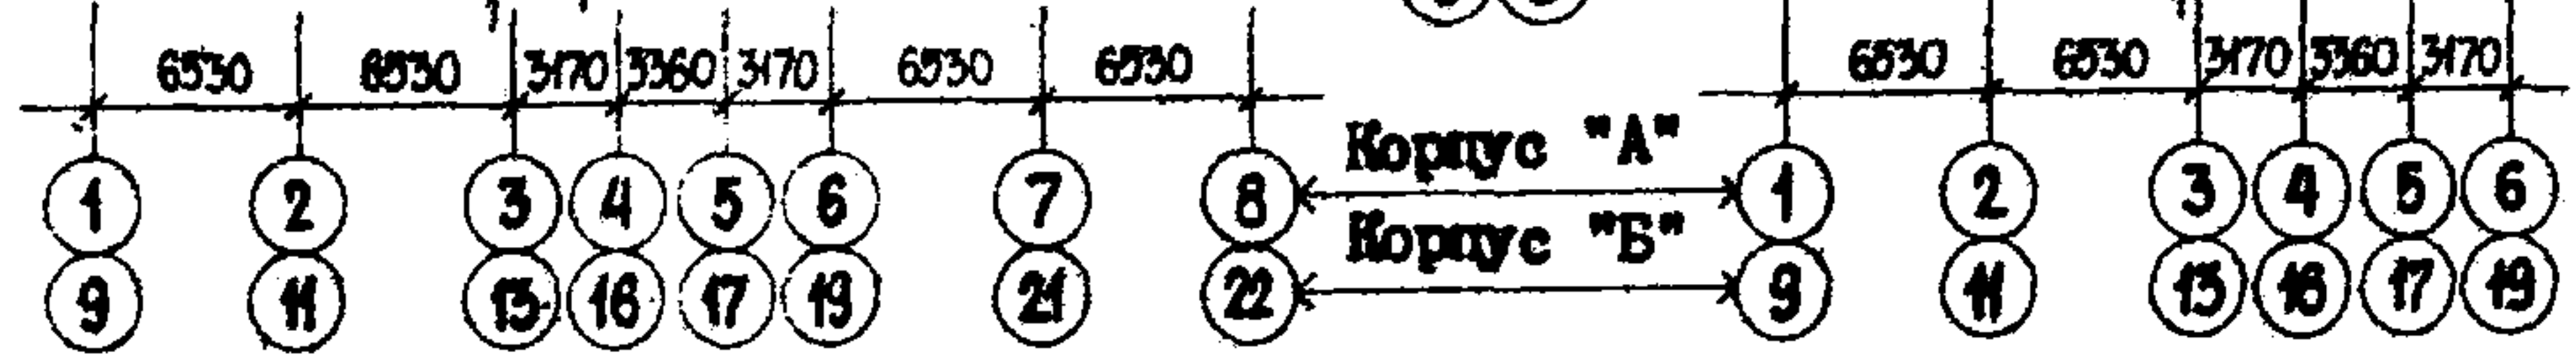 6530 6530 3170 3360 3170 6530 6530 6530 6530 3170 3360 3170
Корпус "А"
1 2 3 4 5 6 7 8 1 2 3 4 5 6
Корпус "Б"
9 11 13 16 17 19 21 22 9 11 13 16 17 19